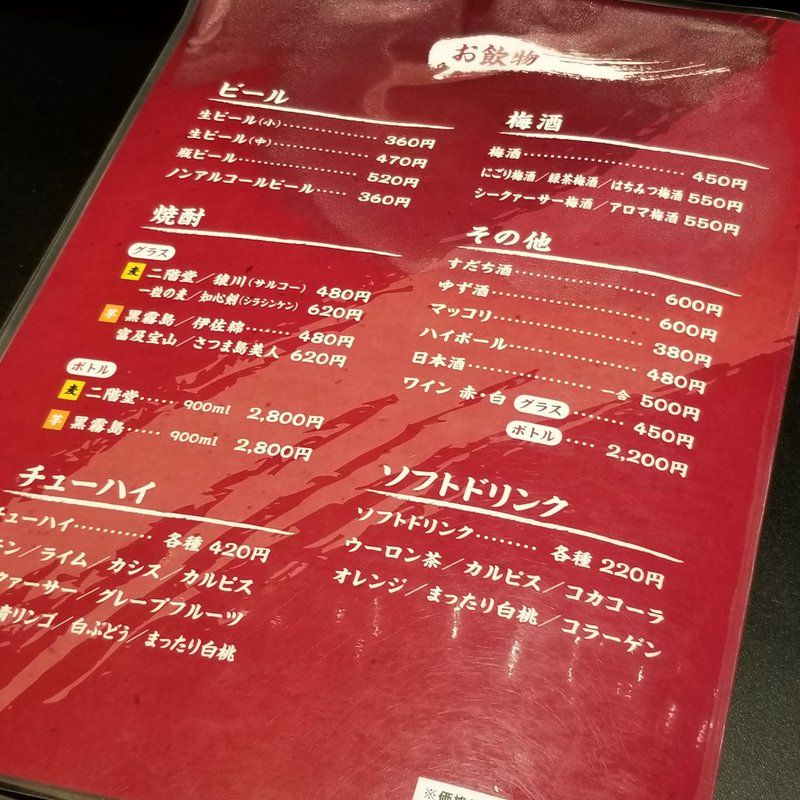 お飲物
ビール
生ビール(小)………… 360円
生ビール(中)………… 470円
瓶ビール……………… 520円
ノンアルコールビール…… 360円
焼酎
グラス
麦 二階堂／猿川(サルコー) 480円
一粒の麦／知心剣(シラシンケン) 620円
芋 黒霧島／伊佐錦……… 480円
富乃宝山／さつま島美人 620円
ボトル
麦 二階堂…… 900ml 2,800円
芋 黒霧島…… 900ml 2,800円
チューハイ
チューハイ………… 各種 420円
／ライム／カシス／カルピス
／グレープフルーツ
青リンゴ／白ぶどう／まったり白桃
梅酒
梅酒…………………… 450円
にごり梅酒／緑茶梅酒／はちみつ梅酒 550円
シークァーサー梅酒／アロマ梅酒 550円
その他
すだち酒………………… 600円
ゆず酒…………………… 600円
マッコリ………………… 380円
ハイボール……………… 480円
日本酒……………… 一合 500円
ワイン 赤・白 グラス …… 450円
ボトル …. 2,200円
ソフトドリンク
ソフトドリンク……… 各種 220円
ウーロン茶／カルピス／コカコーラ
オレンジ／まったり白桃／コラーゲン